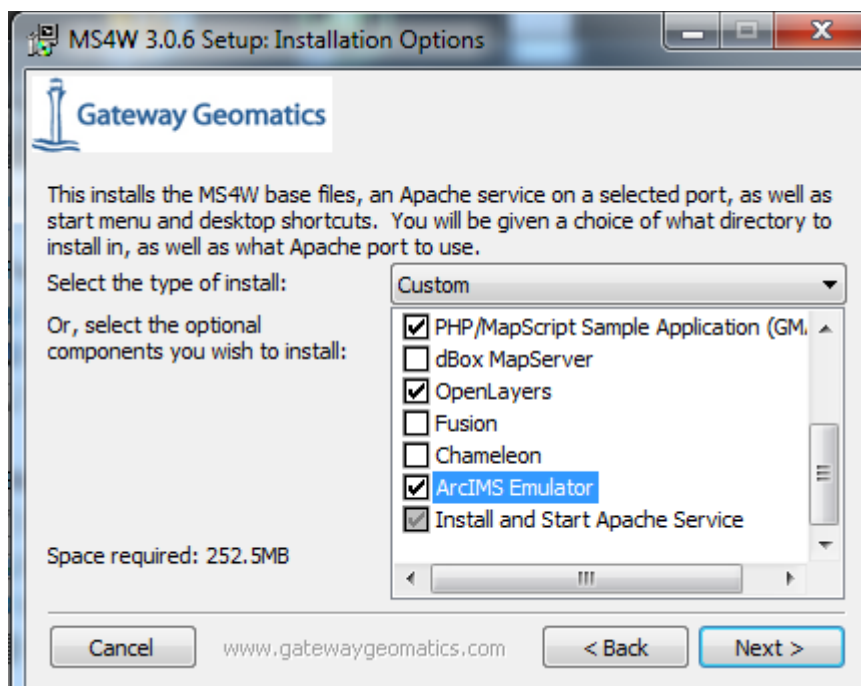 MS4W 3.0.6 Setup: Installation Options
Gateway Geomatics
This installs the MS4W base files, an Apache service on a selected port, as well as
start menu and desktop shortcuts. You will be given a choice of what directory to
install in, as well as what Apache port to use.
Select the type of install:
Custom
Or, select the optional
components you wish to install:
PHP/MapScript Sample Application (GM
dBox MapServer
OpenLayers
Fusion
Chameleon
ArcIMS Emulator
Install and Start Apache Service
Space required: 252.5MB
Cancel
www.gatewaygeomatics.com
< Back
Next >